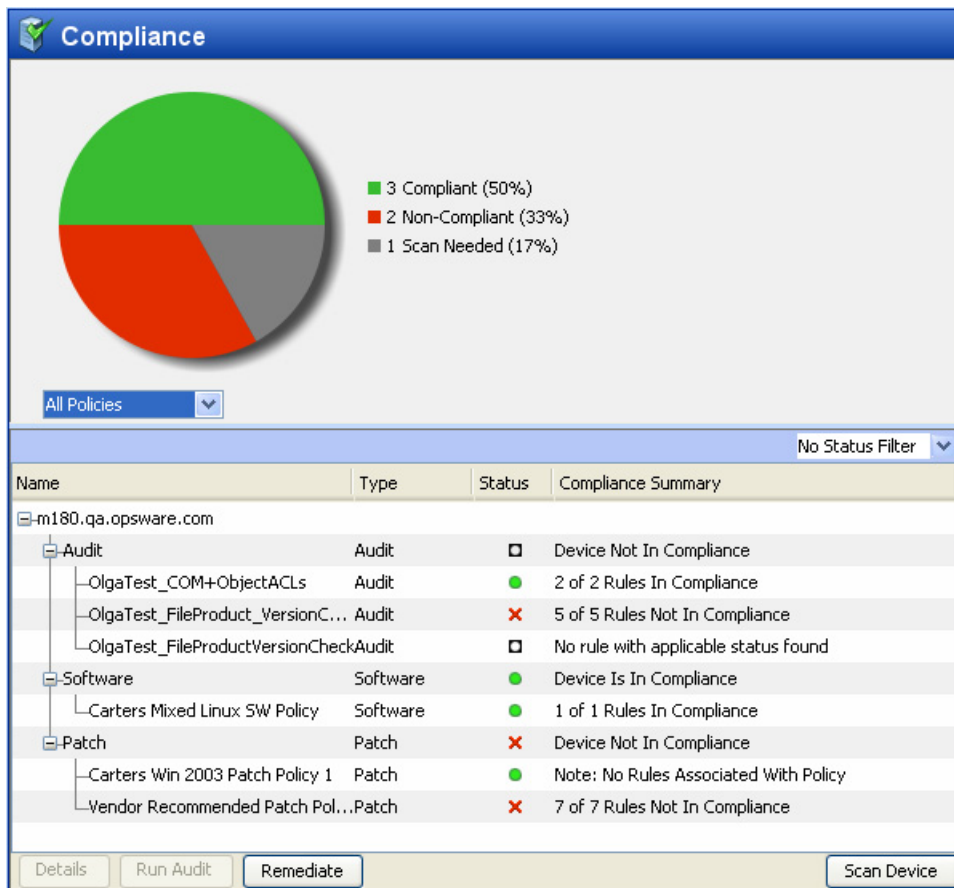 Compliance
3 Compliant (50%)
2 Non-Compliant (33%)
1 Scan Needed (17%)
All Policies
No Status Filter
Name Type Status Compliance Summary
m180.qa.opsware.com
Audit Audit Device Not In Compliance
OlgaTest_COM+ObjectACLs Audit 2 of 2 Rules In Compliance
OlgaTest_FileProduct_VersionC... Audit 5 of 5 Rules Not In Compliance
OlgaTest_FileProductVersionCheck Audit No rule with applicable status found
Software Software Device Is In Compliance
Carters Mixed Linux SW Policy Software 1 of 1 Rules In Compliance
Patch Patch Device Not In Compliance
Carters Win 2003 Patch Policy 1 Patch Note: No Rules Associated With Policy
Vendor Recommended Patch Pol... Patch 7 of 7 Rules Not In Compliance
Details Run Audit Remediate Scan Device